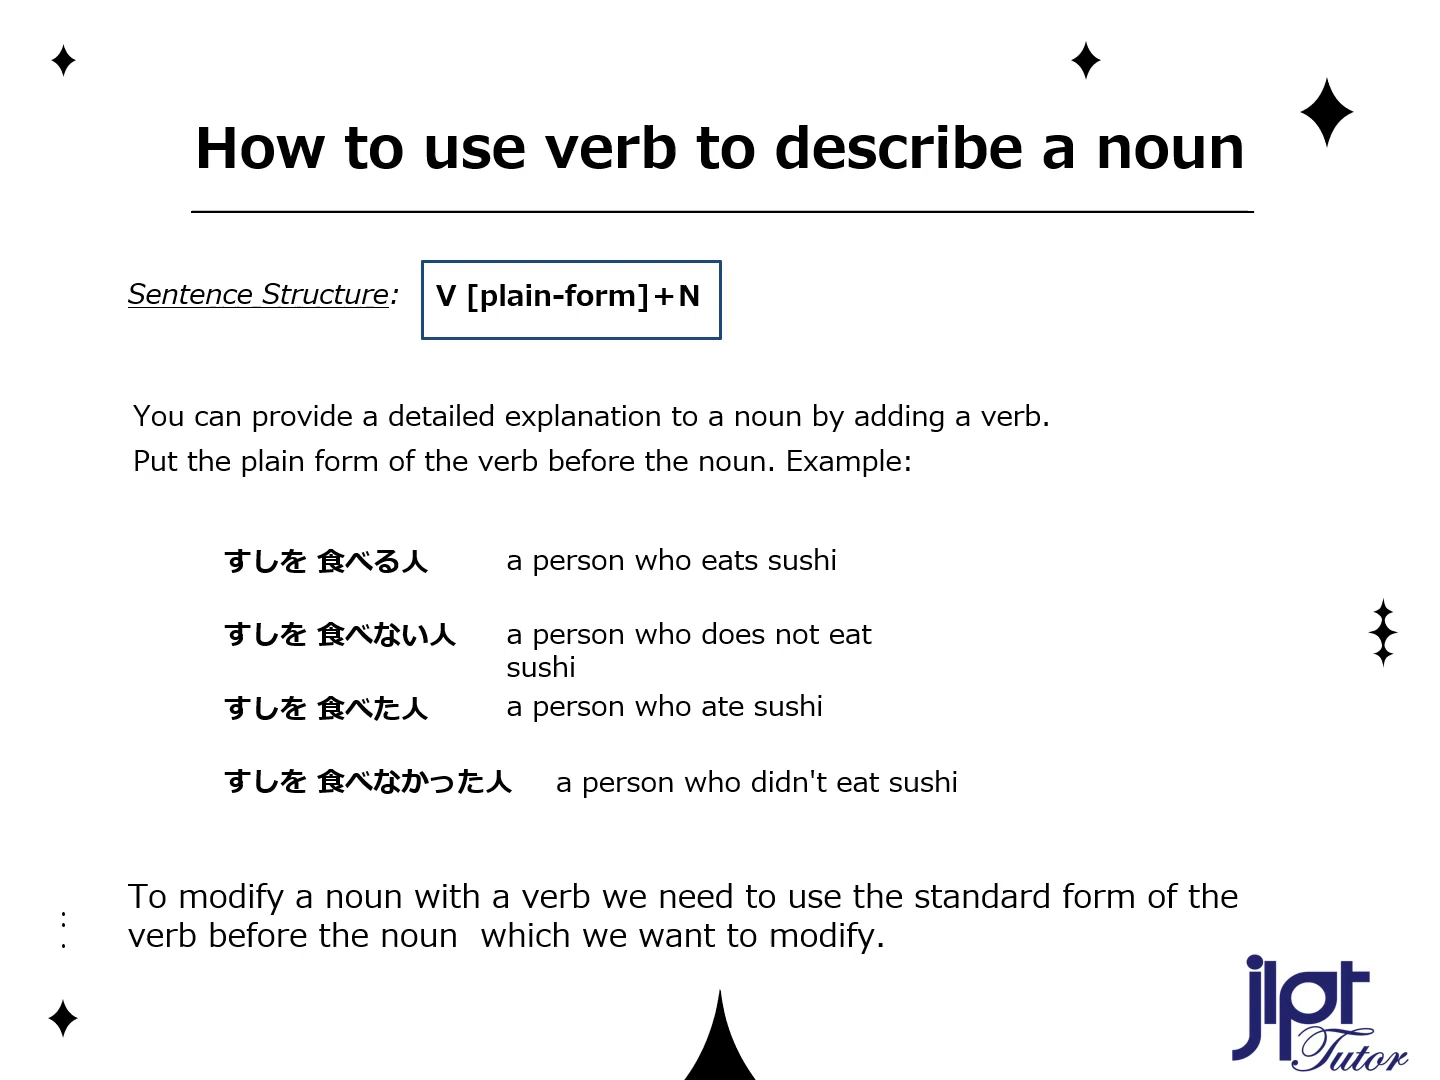 How to use verb to describe a noun
Sentence Structure: V [plain-form]＋N
You can provide a detailed explanation to a noun by adding a verb.
Put the plain form of the verb before the noun. Example:
すしを 食べる人 a person who eats sushi
すしを 食べない人 a person who does not eat
sushi
すしを 食べた人 a person who ate sushi
すしを 食べなかった人 a person who didn't eat sushi
To modify a noun with a verb we need to use the standard form of the
verb before the noun  which we want to modify.
jlpt
Tutor